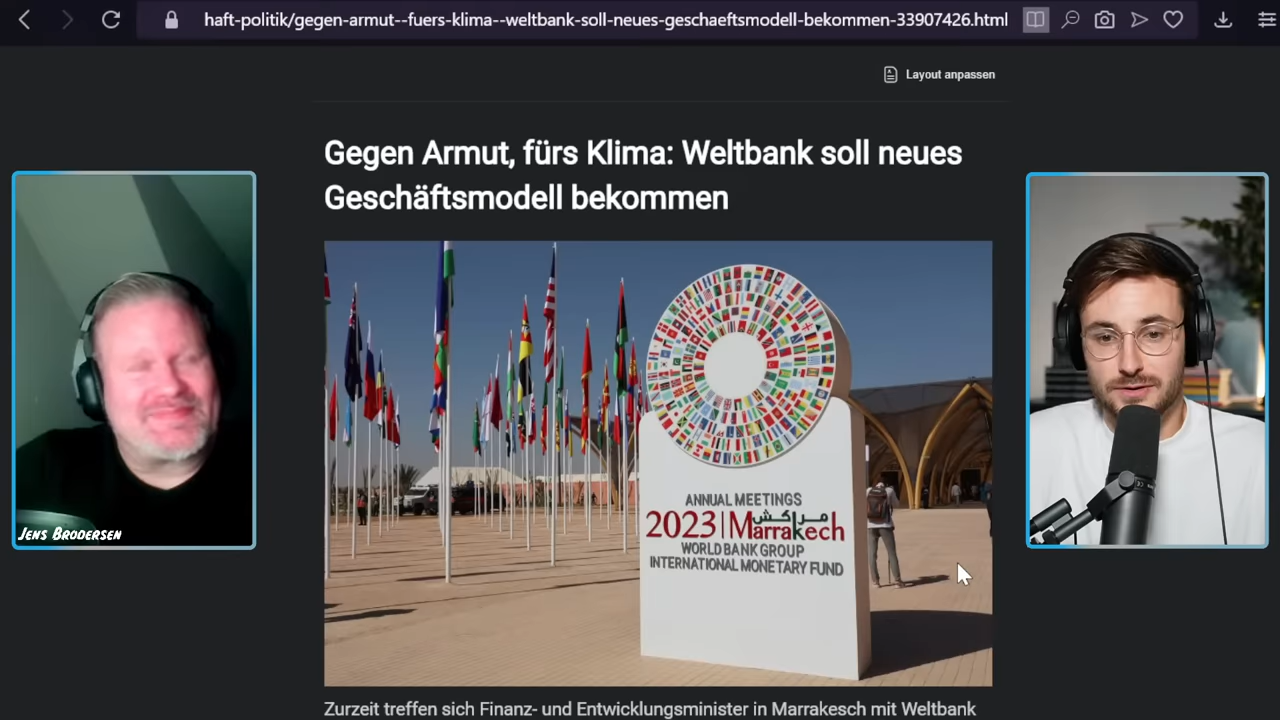 haft-politik/gegen-armut--fuers-klima--weltbank-soll-neues-geschaeftsmodell-bekommen-33907426.html
Layout anpassen
Gegen Armut, fürs Klima: Weltbank soll neues
Geschäftsmodell bekommen
ANNUAL MEETINGS
2023 | Marrakech مراكش
WORLD BANK GROUP
INTERNATIONAL MONETARY FUND
JENS BRODERSEN
Zurzeit treffen sich Finanz- und Entwicklungsminister in Marrakesch mit Weltbank